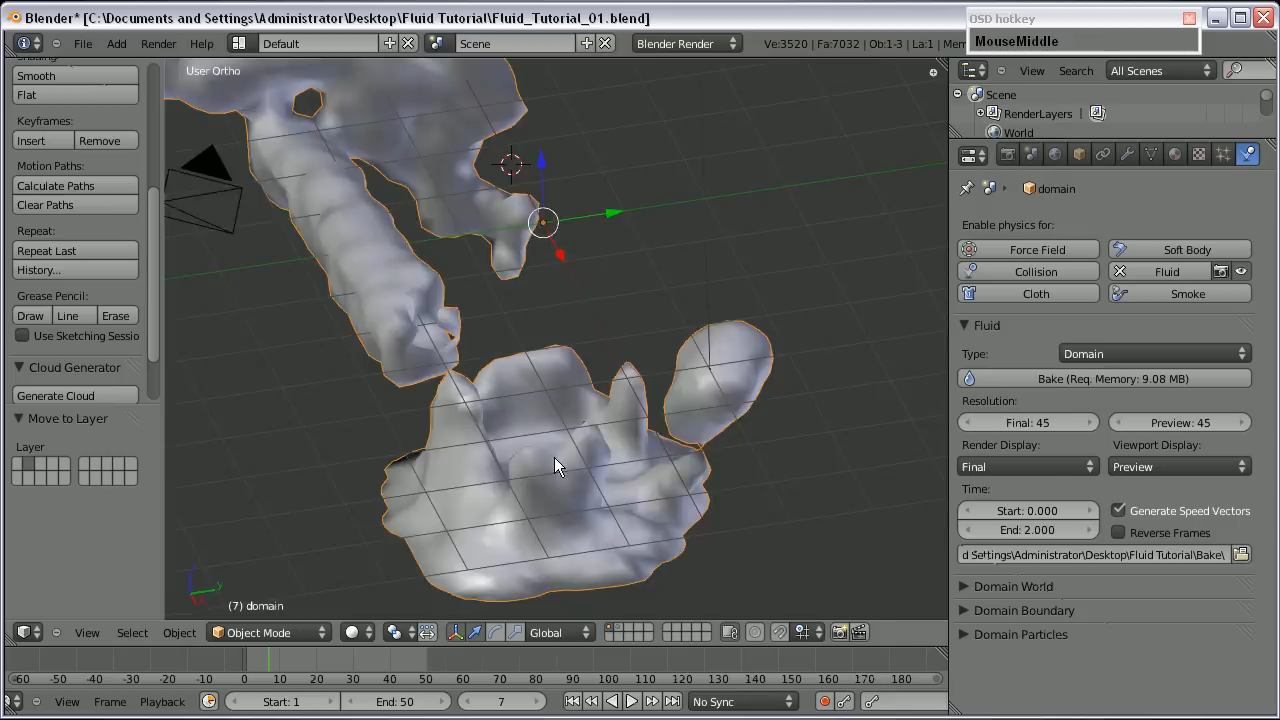 Blender* [C:\Documents and Settings\Administrator\Desktop\Fluid Tutorial\Fluid_Tutorial_01.blend]
OSD hotkey
MouseMiddle
File Add Render Help Default Scene Blender Render Ve:3520 | Fa:7032 | Ob:1-3 | La:1 | Mem
View Search All Scenes
User Ortho
Smooth
Flat
Keyframes:
Insert Remove
Motion Paths:
Calculate Paths
Clear Paths
Repeat:
Repeat Last
History...
Grease Pencil:
Draw Line Erase
Use Sketching Sessio
Cloud Generator
Generate Cloud
Move to Layer
Layer
Scene
RenderLayers |
World
domain
Enable physics for:
Force Field Soft Body
Collision Fluid
Cloth Smoke
Fluid
Type: Domain
Bake (Req. Memory: 9.08 MB)
Resolution:
Final: 45 Preview: 45
Render Display: Viewport Display:
Final Preview
Time:
Start: 0.000 Generate Speed Vectors
End: 2.000 Reverse Frames
d Settings\Administrator\Desktop\Fluid Tutorial\Bake\
Domain World
Domain Boundary
Domain Particles
z
y
x
(7) domain
View Select Object Object Mode Global
-60 -50 -40 -30 -20 -10 0 10 20 30 40 50 60 70 80 90 100 110 120 130 140 150 160 170 180
View Frame Playback Start: 1 End: 50 7 No Sync